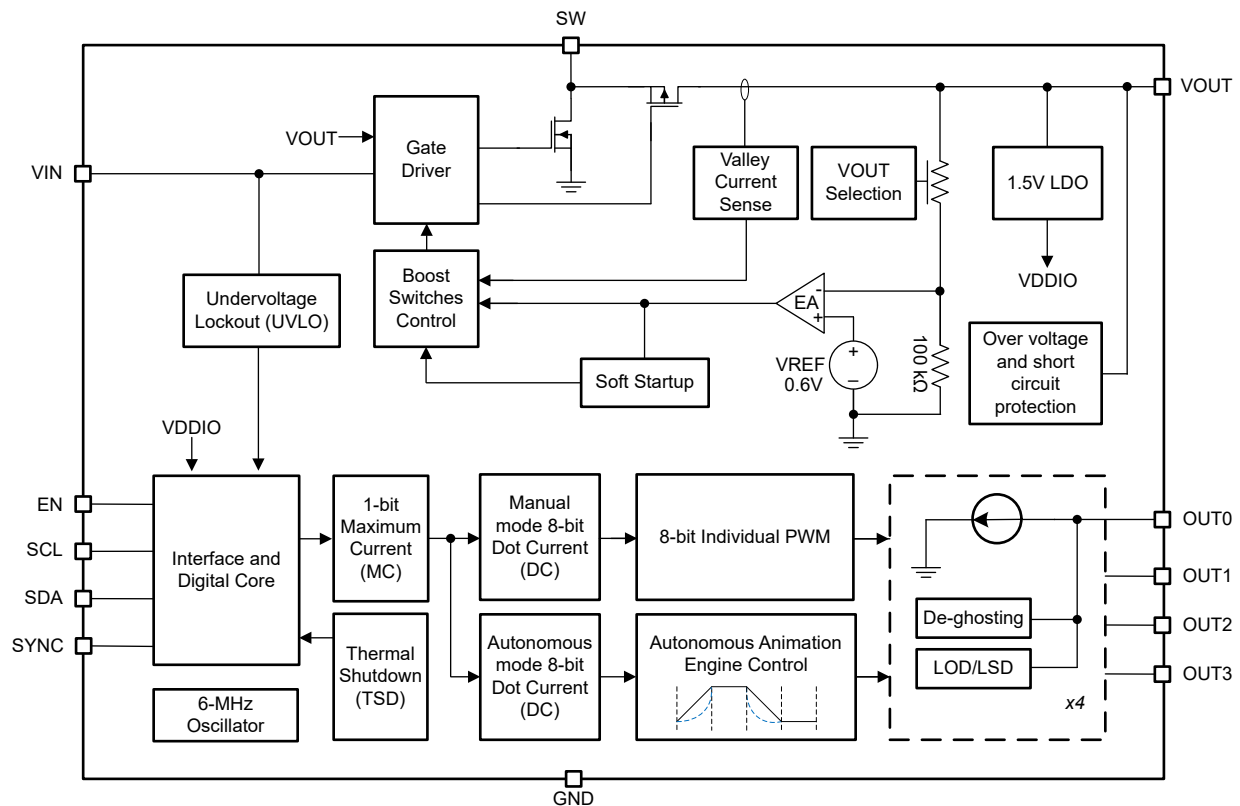 SW
VOUT
VOUT
VIN
Gate
Driver
Valley
Current
Sense
VOUT
Selection
1.5V LDO
VDDIO
Undervoltage
Lockout (UVLO)
Boost
Switches
Control
EA
-
+
+
–
VREF
0.6V
100 kΩ
Over voltage
and short
circuit
protection
Soft Startup
VDDIO
EN
SCL
SDA
SYNC
Interface and
Digital Core
1-bit
Maximum
Current
(MC)
Manual
mode 8-bit
Dot Current
(DC)
8-bit Individual PWM
OUT0
OUT1
OUT2
OUT3
De-ghosting
LOD/LSD
x4
Thermal
Shutdown
(TSD)
Autonomous
mode 8-bit
Dot Current
(DC)
Autonomous Animation
Engine Control
6-MHz
Oscillator
GND